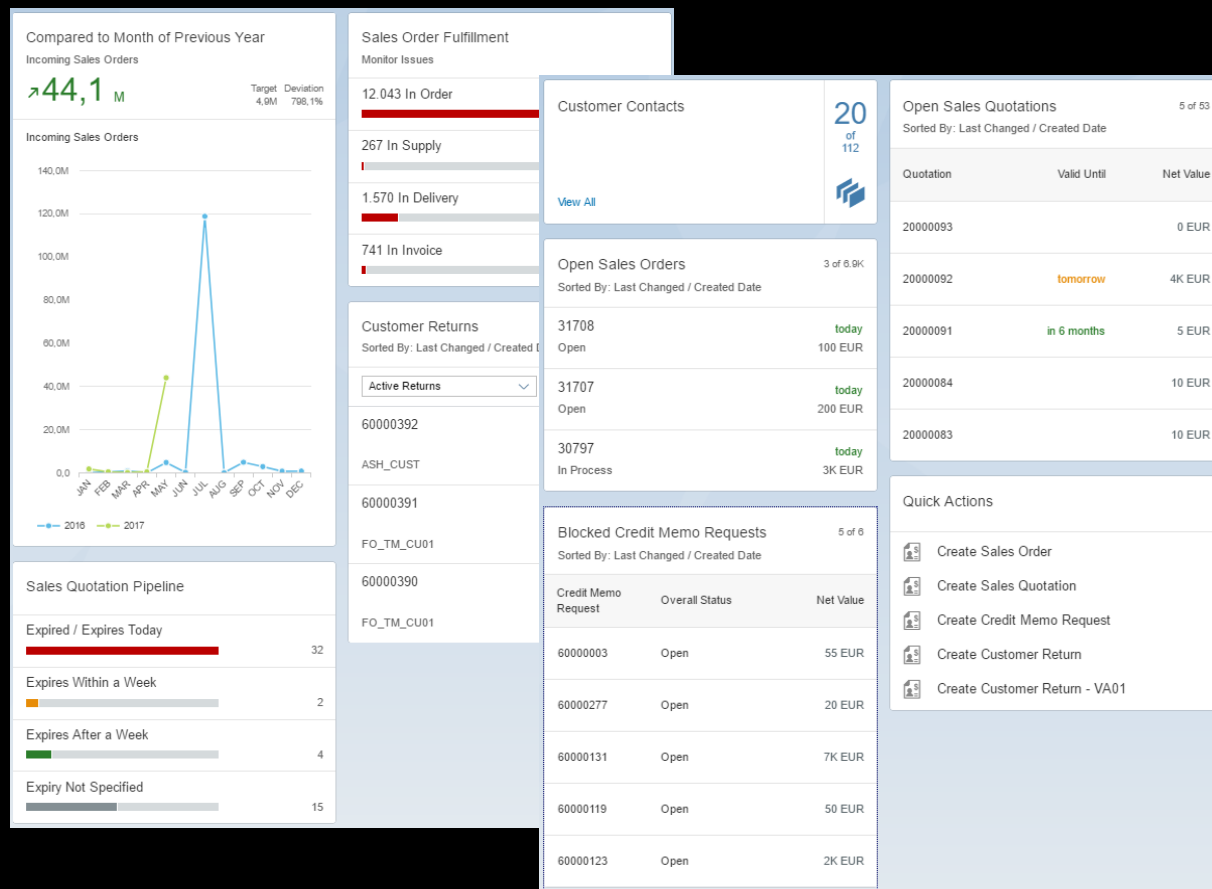 Compared to Month of Previous Year
Incoming Sales Orders
44,1 M
Target Deviation
4,9M 798,1%
Incoming Sales Orders
140,0M
120,0M
100,0M
80,0M
60,0M
40,0M
20,0M
0,0
JAN FEB MAR APR MAY JUN JUL AUG SEP OCT NOV DEC
2016 2017
Sales Quotation Pipeline
Expired / Expires Today
32
Expires Within a Week
2
Expires After a Week
4
Expiry Not Specified
15
Sales Order Fulfillment
Monitor Issues
12.043 In Order
267 In Supply
1.570 In Delivery
741 In Invoice
Customer Returns
Sorted By: Last Changed / Created
Active Returns
60000392
ASH_CUST
60000391
FO_TM_CU01
60000390
FO_TM_CU01
Customer Contacts
20
of
112
View All
Open Sales Orders 3 of 6.9K
Sorted By: Last Changed / Created Date
31708 today
Open 100 EUR
31707 today
Open 200 EUR
30797 today
In Process 3K EUR
Blocked Credit Memo Requests 5 of 6
Sorted By: Last Changed / Created Date
Credit Memo
Request Overall Status Net Value
60000003 Open 55 EUR
60000277 Open 20 EUR
60000131 Open 7K EUR
60000119 Open 50 EUR
60000123 Open 2K EUR
Open Sales Quotations 5 of 53
Sorted By: Last Changed / Created Date
Quotation Valid Until Net Value
20000093 0 EUR
20000092 tomorrow 4K EUR
20000091 in 6 months 5 EUR
20000084 10 EUR
20000083 10 EUR
Quick Actions
Create Sales Order
Create Sales Quotation
Create Credit Memo Request
Create Customer Return
Create Customer Return - VA01